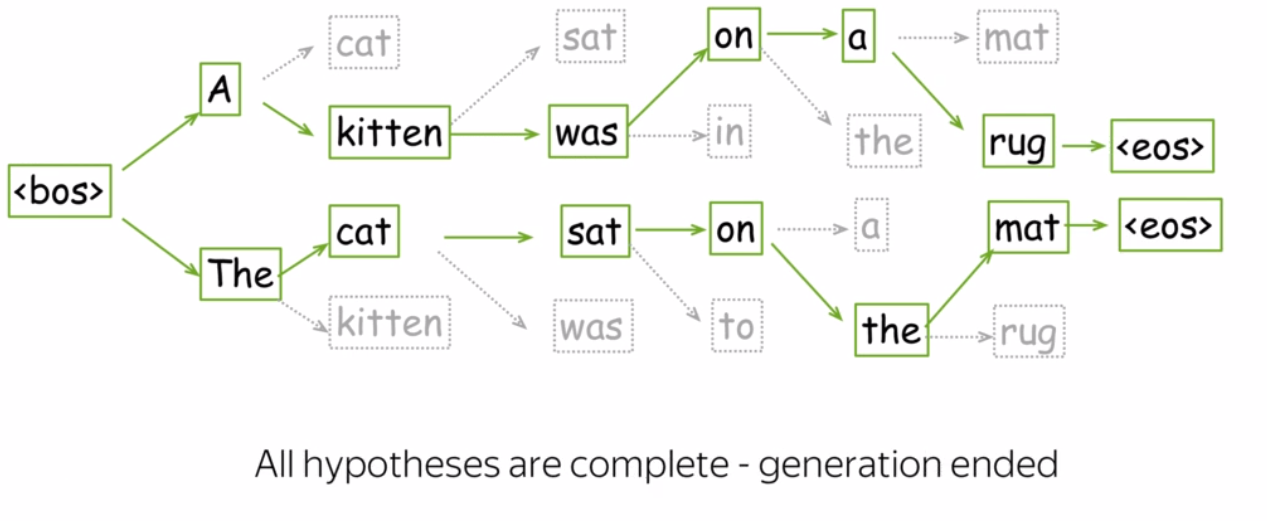 cat sat on a mat
A
kitten was in the rug <eos>
<bos>
cat sat on a mat <eos>
The
kitten was to the rug
All hypotheses are complete - generation ended